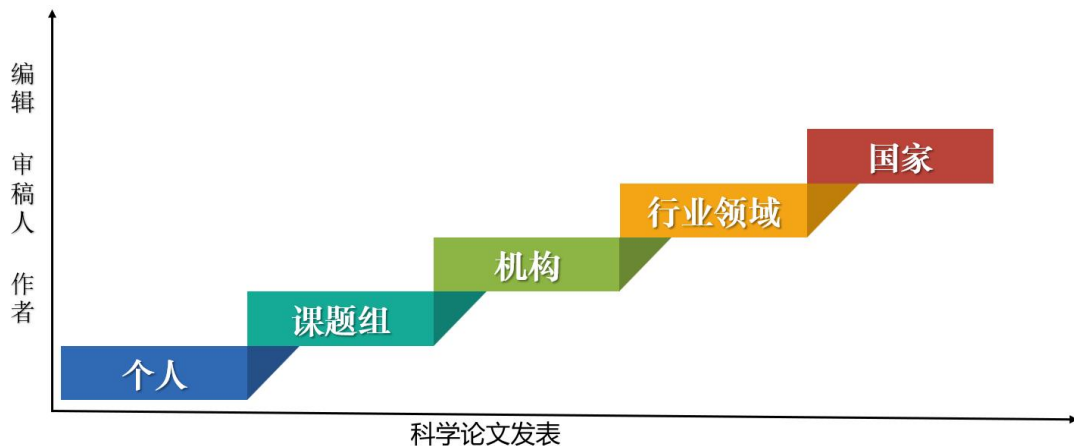 编辑 审稿人 作者
国家
行业领域
机构
课题组
个人
科学论文发表